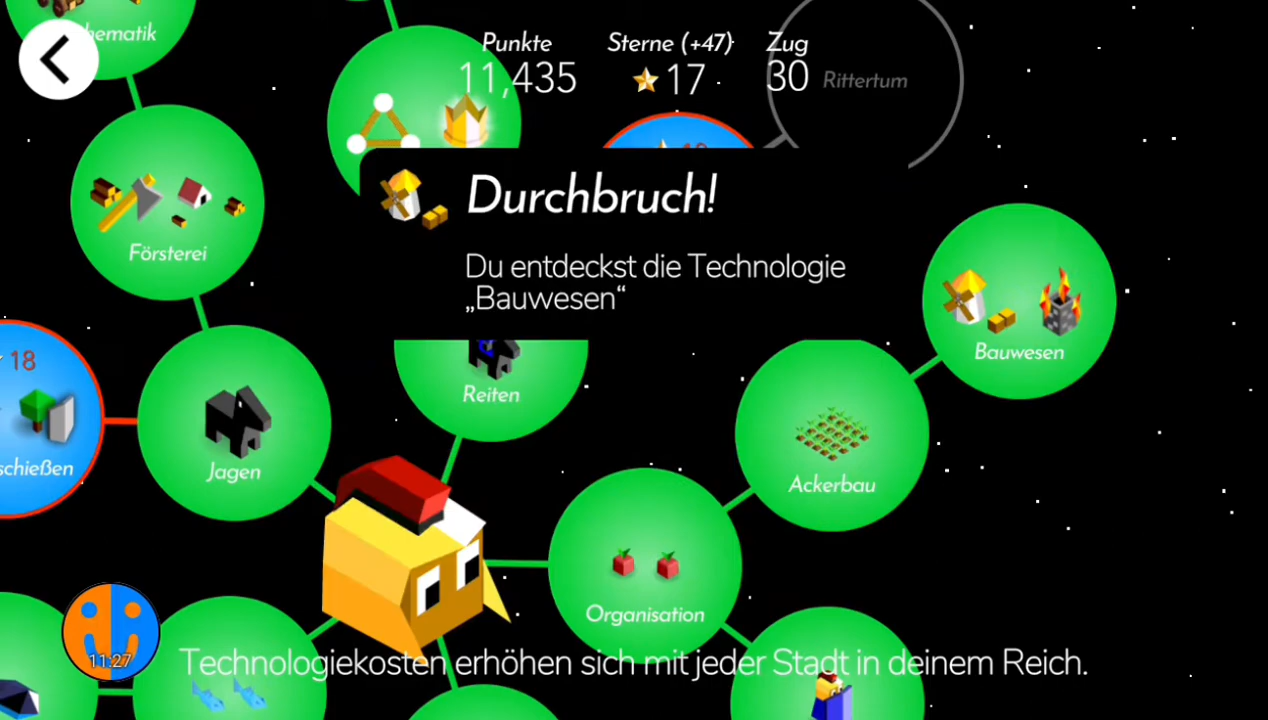 hematik
Punkte
Sterne (+47)
Zug
11,435
17
30
Rittertum
Durchbruch!
Du entdeckst die Technologie
„Bauwesen“
Försterei
Bauwesen
18
Reiten
schießen
Jagen
Ackerbau
Organisation
11:27
Technologiekosten erhöhen sich mit jeder Stadt in deinem Reich.